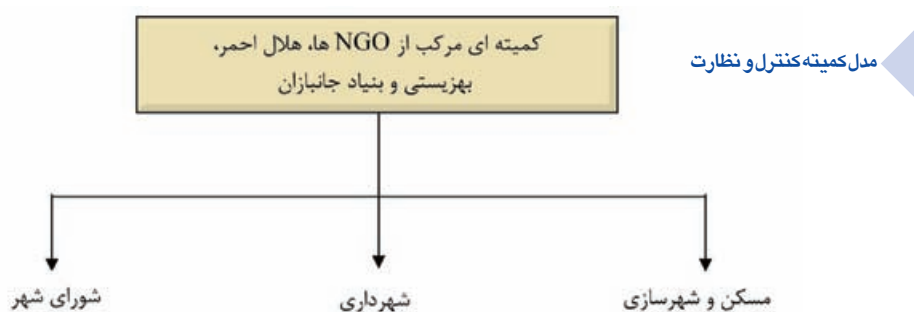 مدل کمیته کنترل و نظارت
کمیته ای مرکب از NGO ها، هلال احمر،
بهزیستی و بنیاد جانبازان
مسکن و شهرسازی
شهرداری
شورای شهر